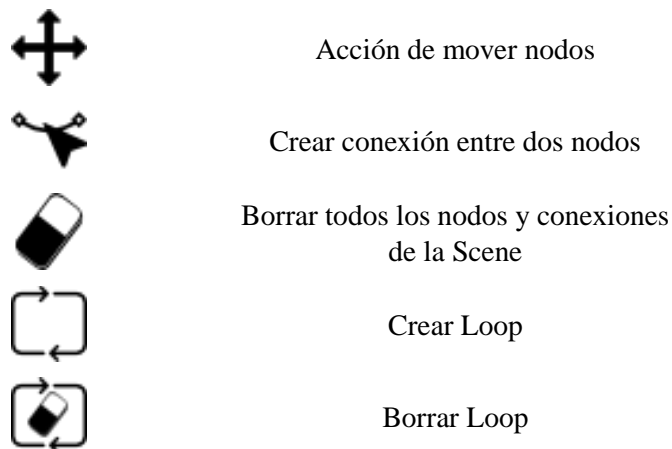 Acción de mover nodos
Crear conexión entre dos nodos
Borrar todos los nodos y conexiones
de la Scene
Crear Loop
Borrar Loop